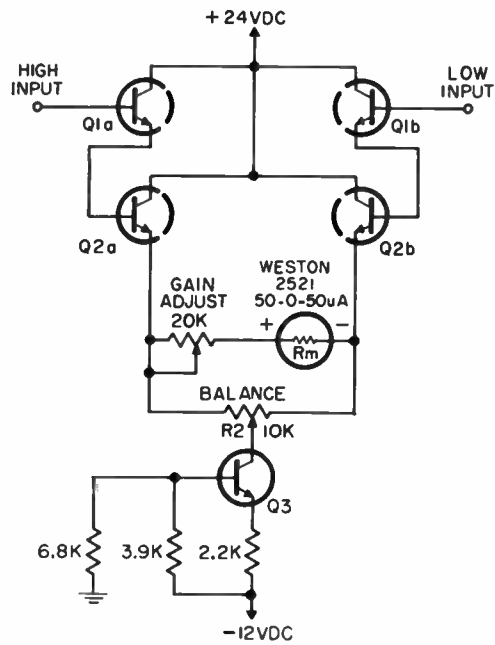 +24VDC
HIGH
INPUT
LOW
INPUT
Q1a
Q1b
Q2a
Q2b
GAIN
ADJUST
20K
WESTON
2521
50-0-50uA
+
-
Rm
BALANCE
R2
10K
Q3
6.8K
3.9K
2.2K
-12VDC